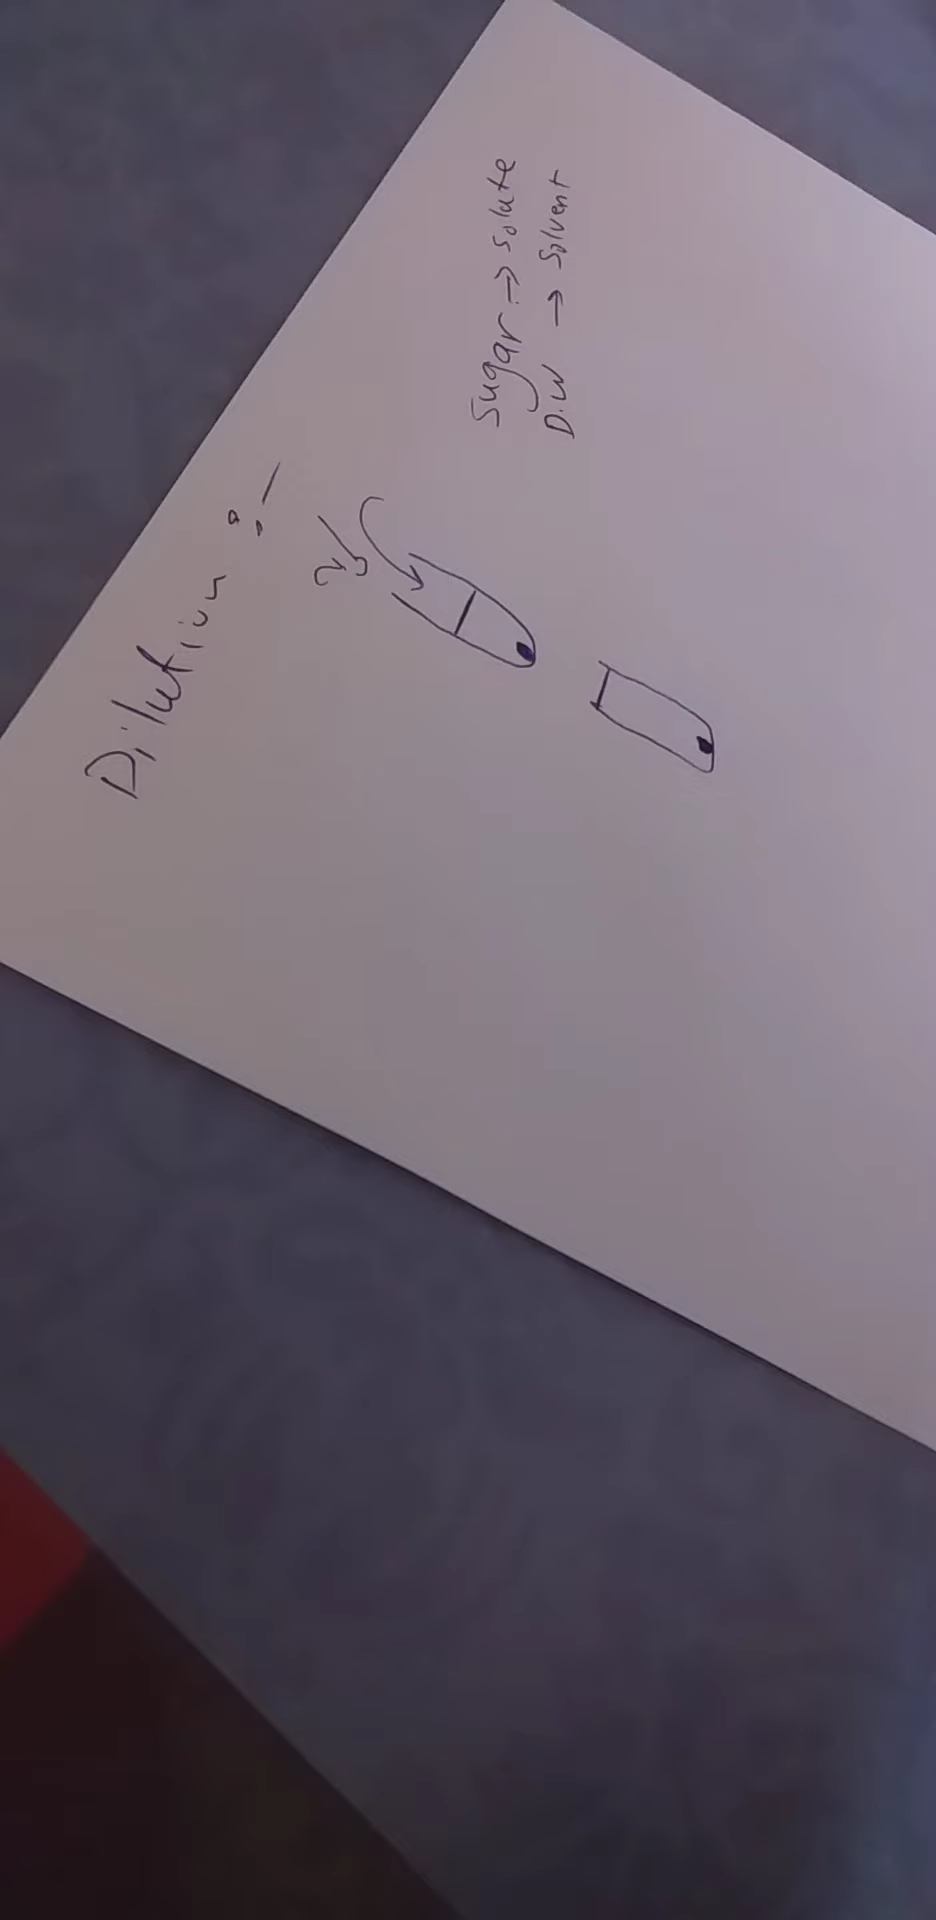 Dilution :-
Sugar → solute
D.W → Solvent